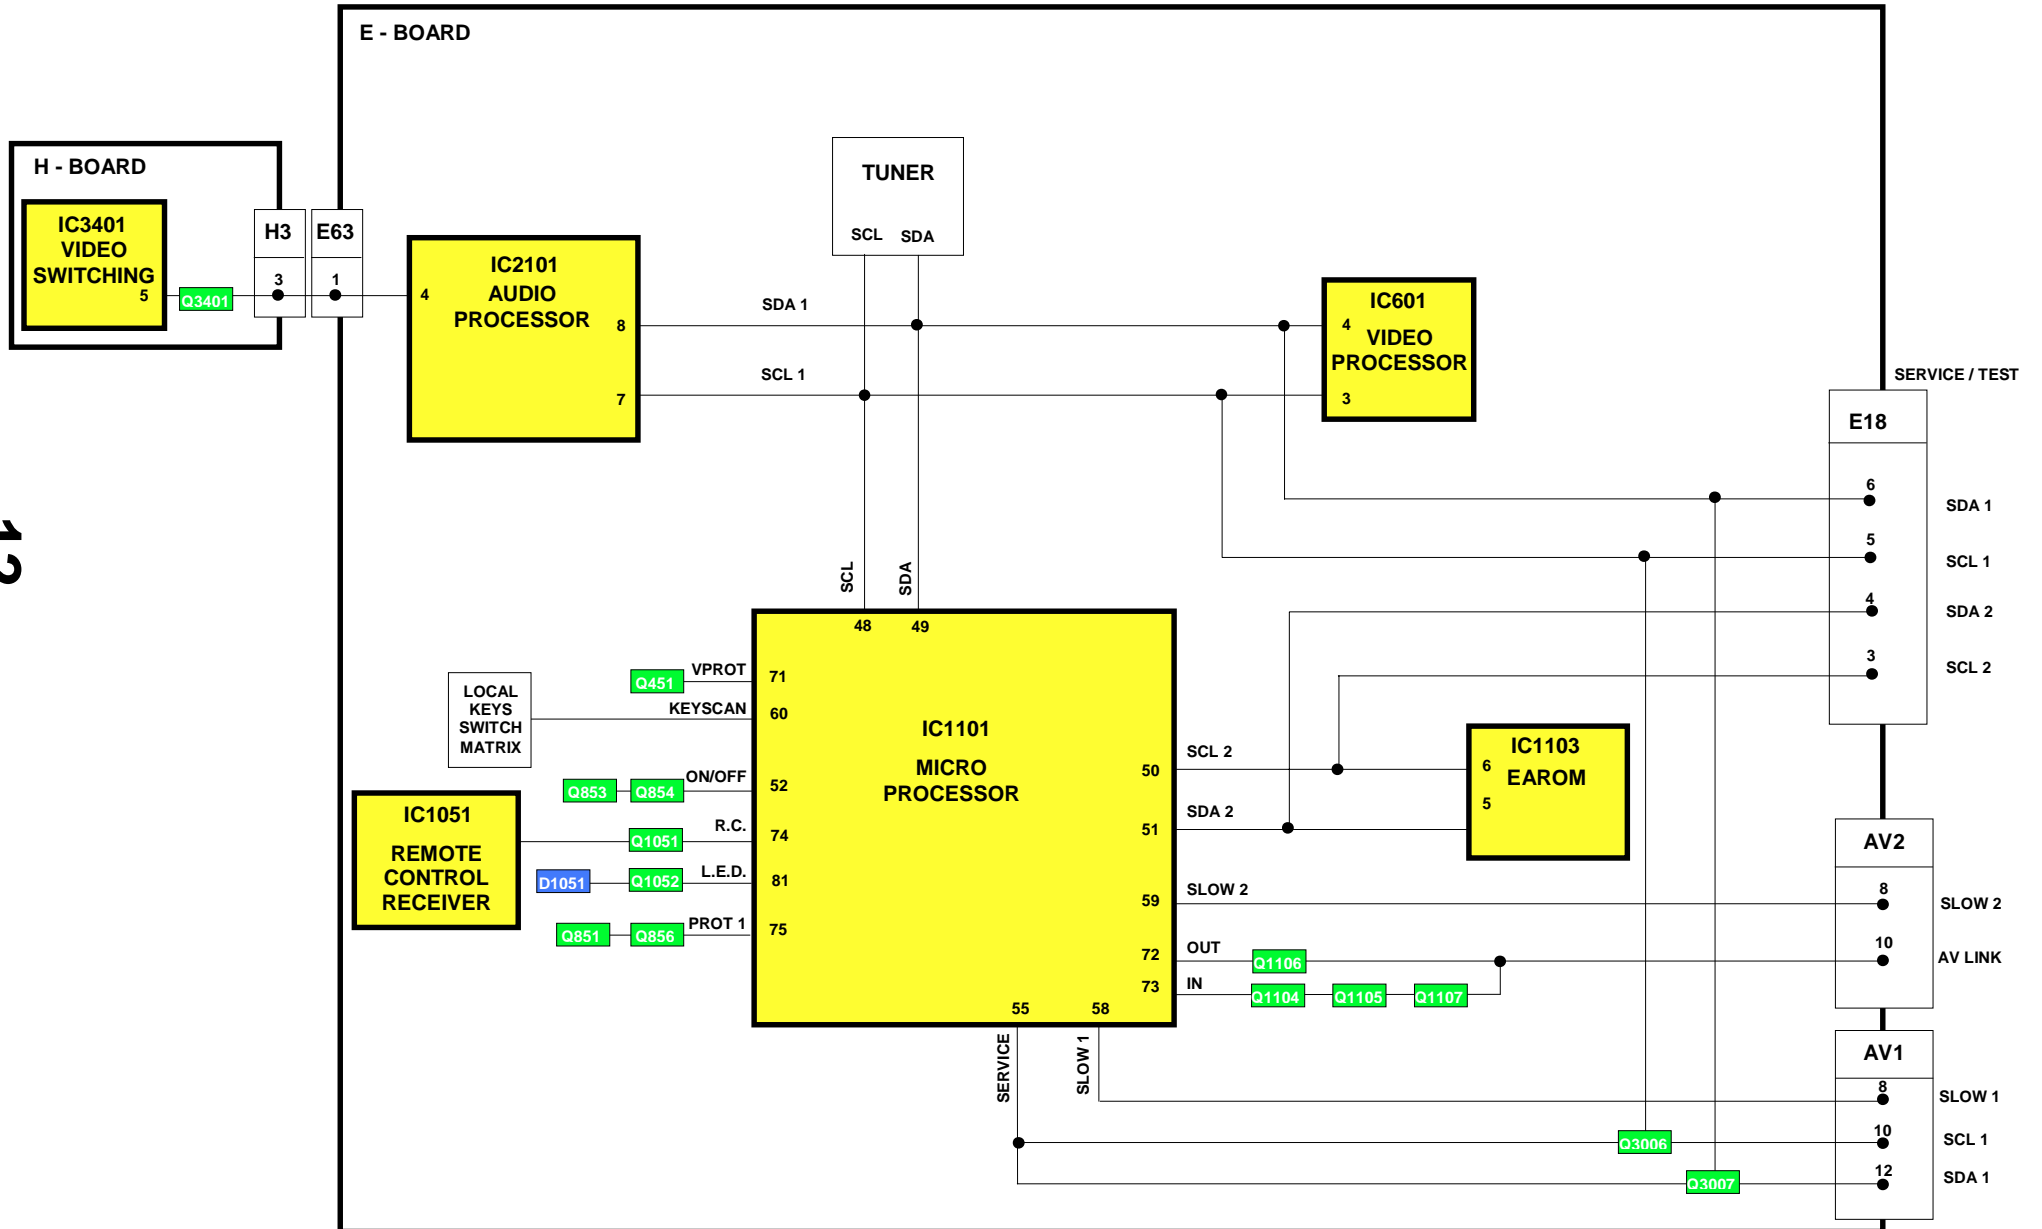 E - BOARD
H - BOARD
IC3401
VIDEO
SWITCHING
5
Q3401
H3
3
E63
1
IC2101
AUDIO
PROCESSOR
4
8
7
TUNER
SCL
SDA
SDA 1
SCL 1
IC601
4
VIDEO
PROCESSOR
3
SERVICE / TEST
E18
6
SDA 1
5
SCL 1
4
SDA 2
3
SCL 2
12
SCL
SDA
48
49
IC1101
MICRO
PROCESSOR
Q451
VPROT
71
LOCAL
KEYS
SWITCH
MATRIX
KEYSCAN
60
Q853
Q854
ON/OFF
52
IC1051
REMOTE
CONTROL
RECEIVER
Q1051
R.C.
74
D1051
Q1052
L.E.D.
81
Q851
Q856
PROT 1
75
50
SCL 2
51
SDA 2
IC1103
6
EAROM
5
59
SLOW 2
72
OUT
Q1106
73
IN
Q1104
Q1105
Q1107
AV2
8
SLOW 2
10
AV LINK
55
58
SERVICE
SLOW 1
AV1
8
SLOW 1
Q3006
10
SCL 1
Q3007
12
SDA 1